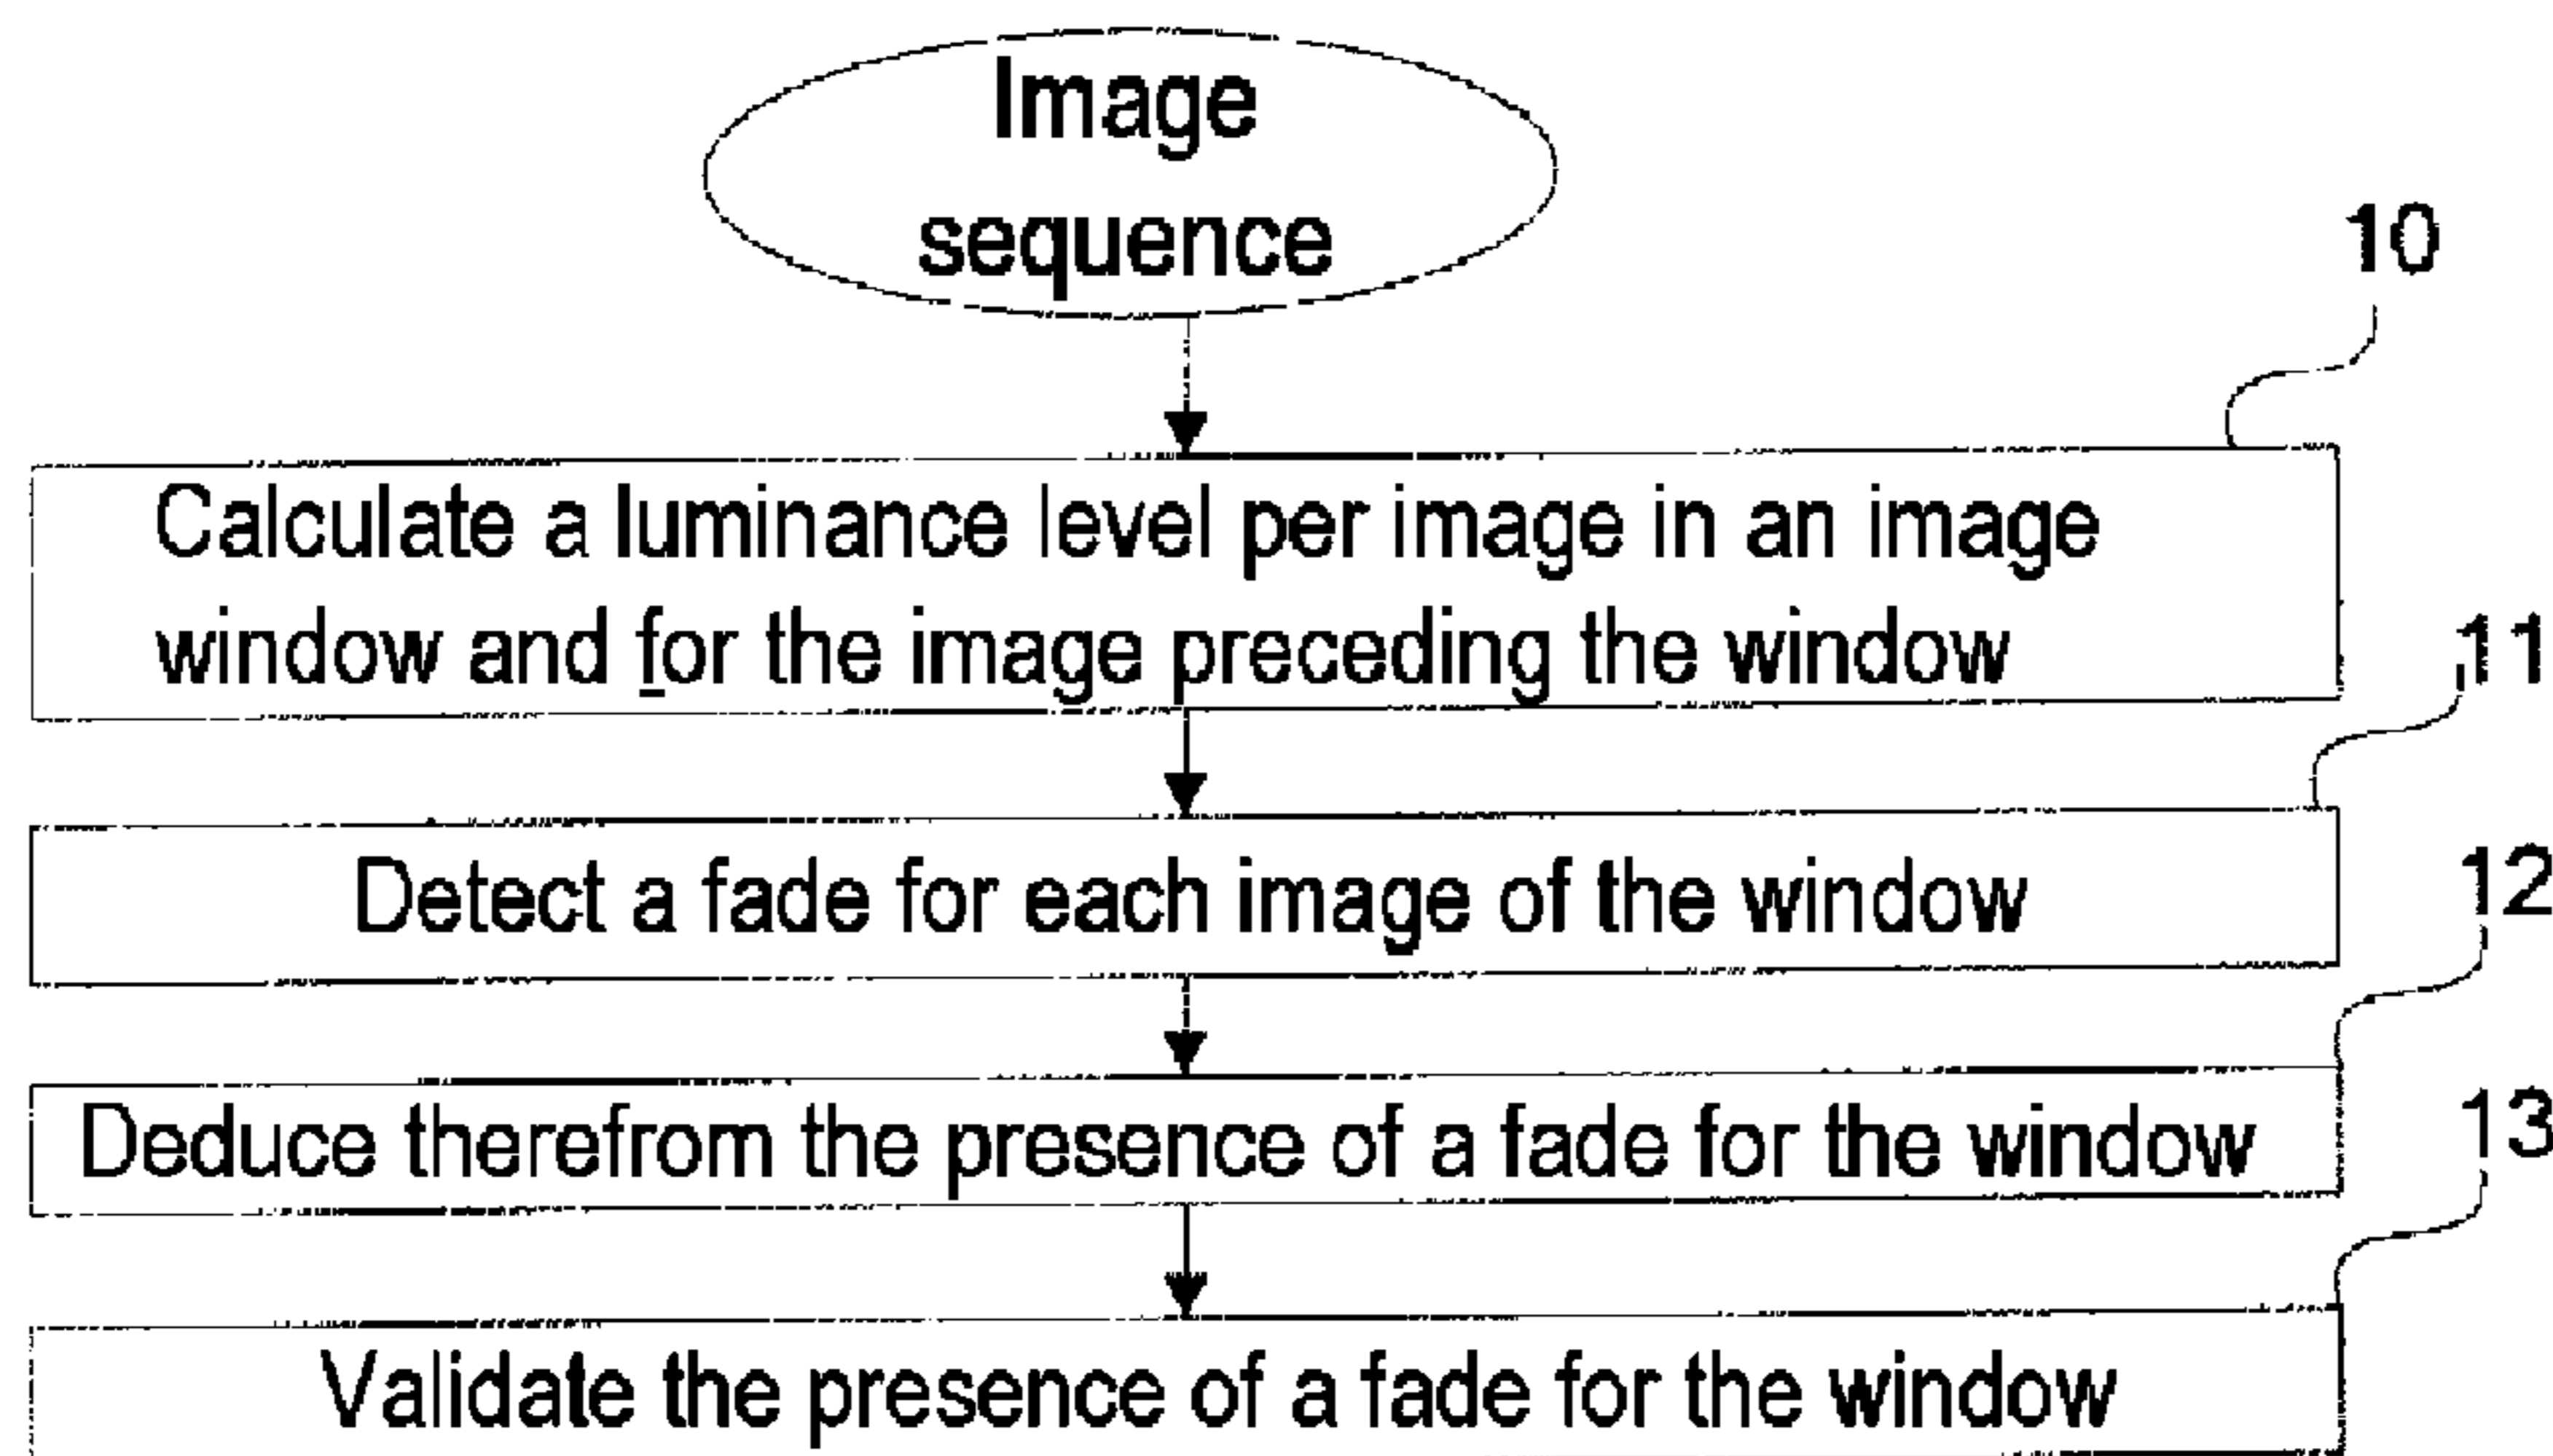 Image
sequence
10
Calculate a luminance level per image in an image
window and for the image preceding the window
11
Detect a fade for each image of the window
12
Deduce therefrom the presence of a fade for the window
13
Validate the presence of a fade for the window